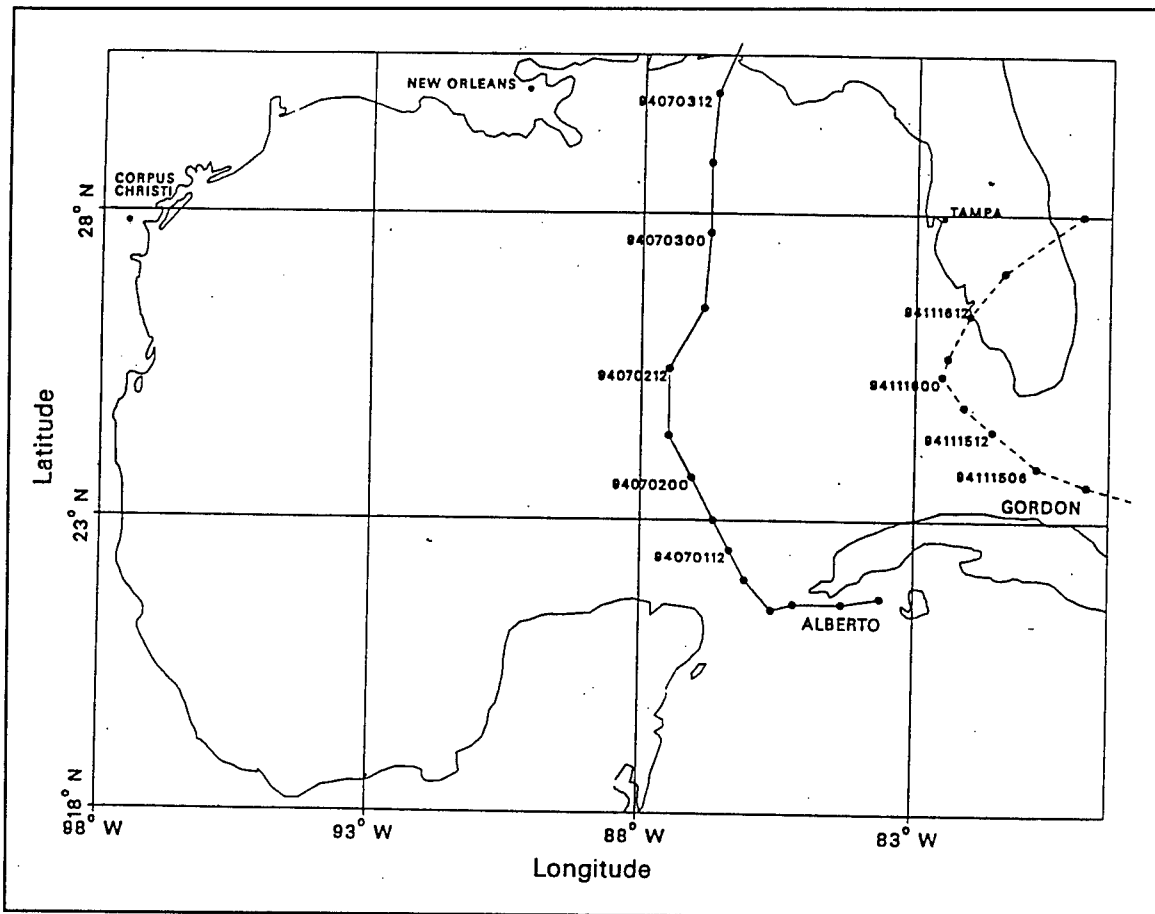 NEW ORLEANS
94070312
CORPUS
CHRISTI
28° N
TAMPA
94070300
94111612
94070212
94111600
Latitude
94111512
94070200
94111506
23° N
GORDON
94070112
ALBERTO
18° N
98° W
93° W
88° W
83° W
Longitude